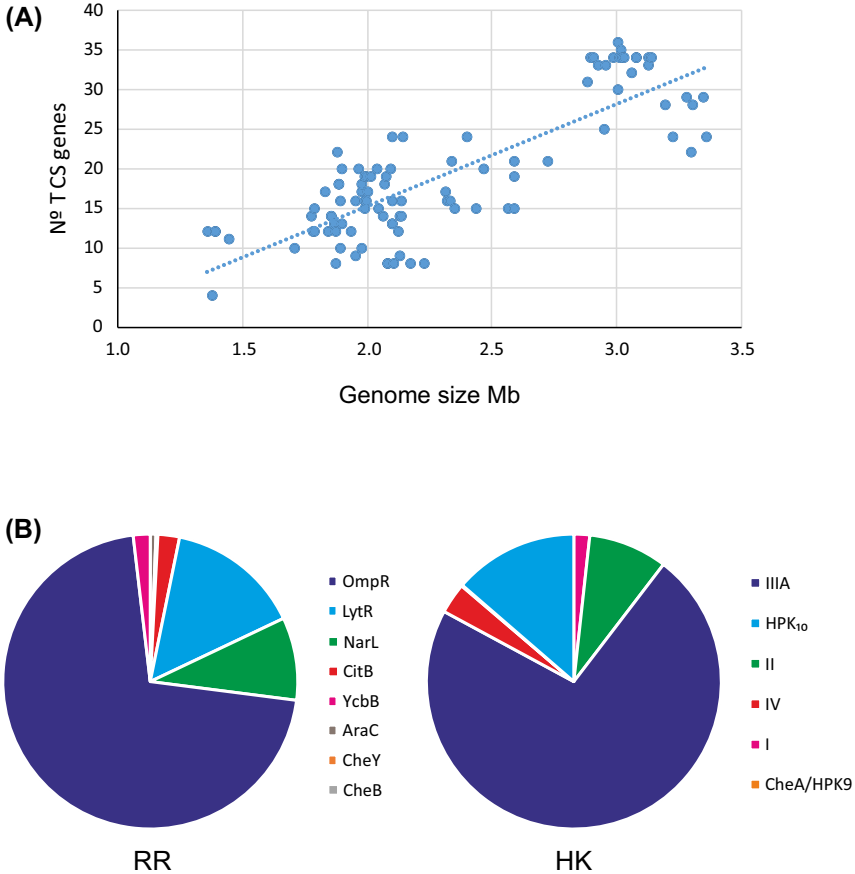 (A)
Nº TCS genes
40
35
30
25
20
15
10
5
0
1.0 1.5 2.0 2.5 3.0 3.5
Genome size Mb
(B)
OmpR
LytR
NarL
CitB
YcbB
AraC
CheY
CheB
RR
IIIA
HPK₁₀
II
IV
I
CheA/HPK9
HK